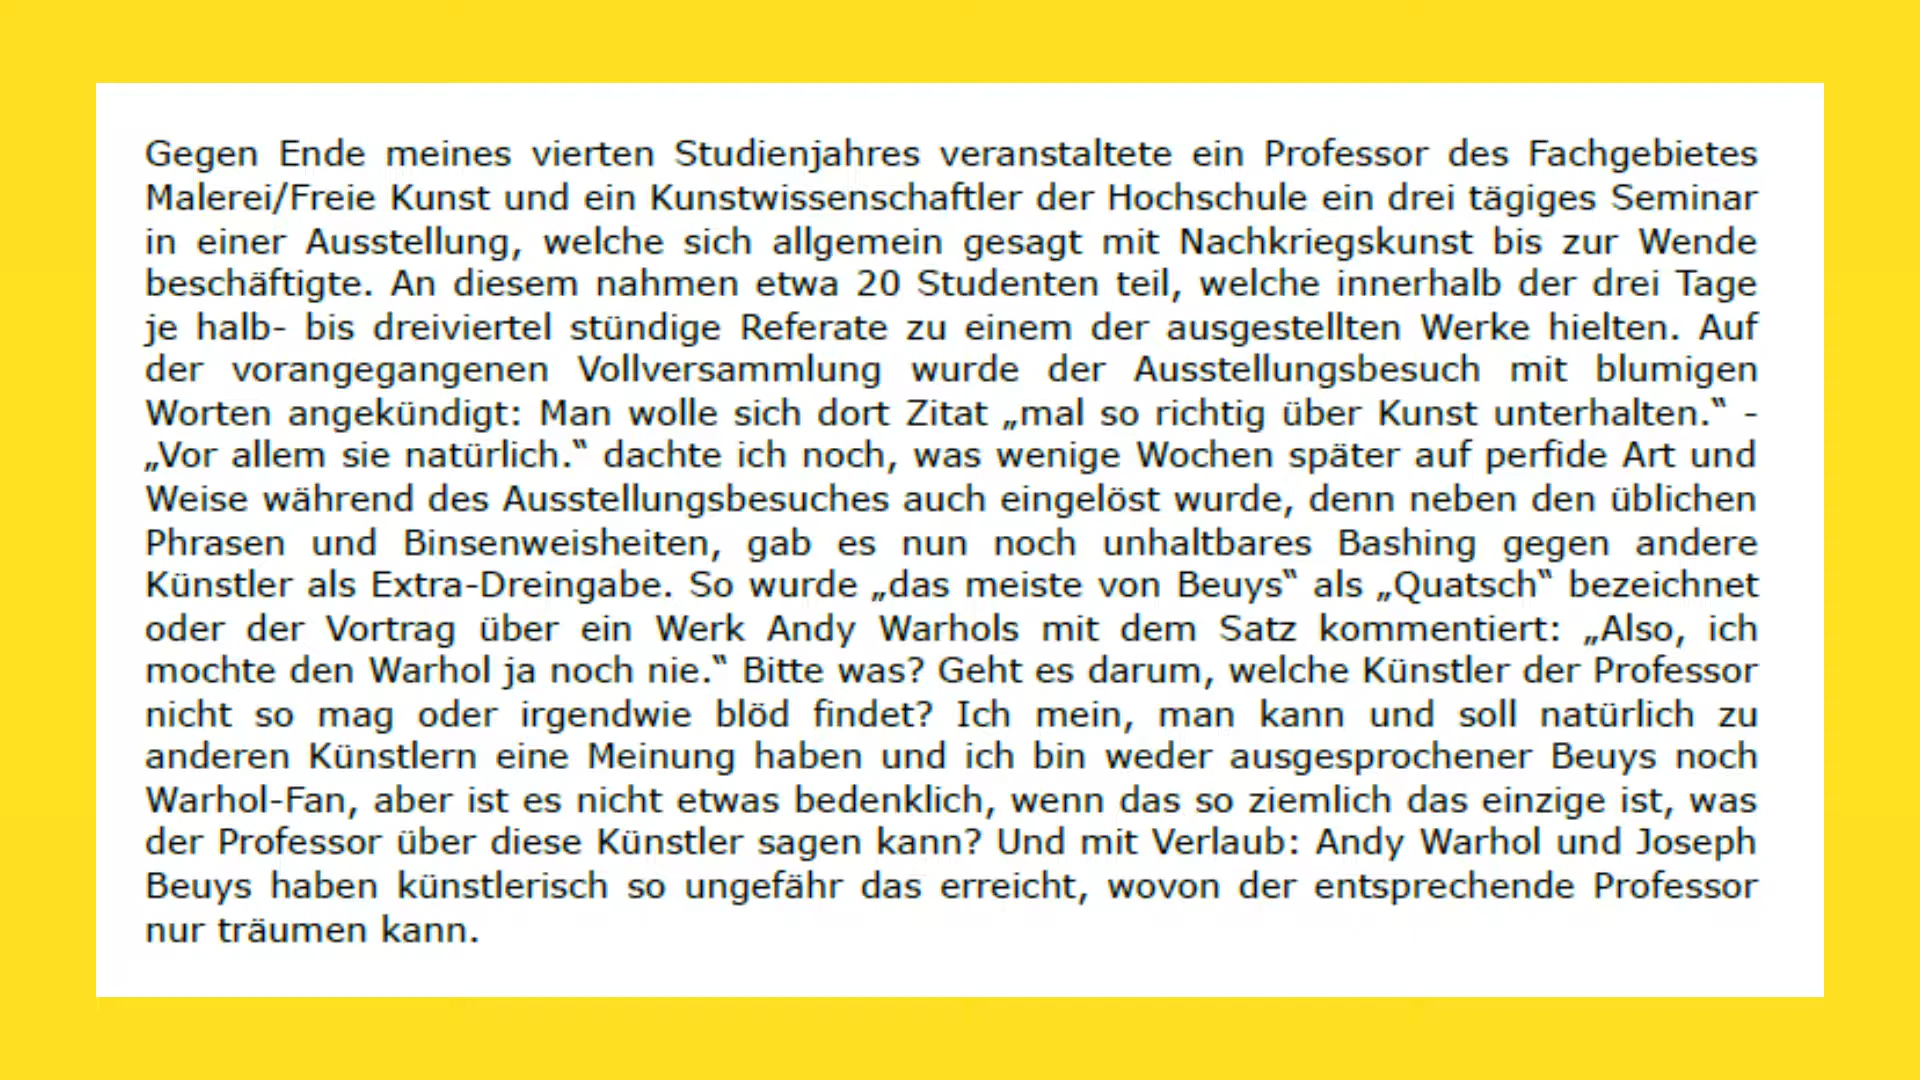 Gegen Ende meines vierten Studienjahres veranstaltete ein Professor des Fachgebietes
Malerei/Freie Kunst und ein Kunstwissenschaftler der Hochschule ein drei tägiges Seminar
in einer Ausstellung, welche sich allgemein gesagt mit Nachkriegskunst bis zur Wende
beschäftigte. An diesem nahmen etwa 20 Studenten teil, welche innerhalb der drei Tage
je halb- bis dreiviertel stündige Referate zu einem der ausgestellten Werke hielten. Auf
der vorangegangenen Vollversammlung wurde der Ausstellungsbesuch mit blumigen
Worten angekündigt: Man wolle sich dort Zitat „mal so richtig über Kunst unterhalten.‟ -
„Vor allem sie natürlich.‟ dachte ich noch, was wenige Wochen später auf perfide Art und
Weise während des Ausstellungsbesuches auch eingelöst wurde, denn neben den üblichen
Phrasen und Binsenweisheiten, gab es nun noch unhaltbares Bashing gegen andere
Künstler als Extra-Dreingabe. So wurde „das meiste von Beuys‟ als „Quatsch‟ bezeichnet
oder der Vortrag über ein Werk Andy Warhols mit dem Satz kommentiert: „Also, ich
mochte den Warhol ja noch nie.‟ Bitte was? Geht es darum, welche Künstler der Professor
nicht so mag oder irgendwie blöd findet? Ich mein, man kann und soll natürlich zu
anderen Künstlern eine Meinung haben und ich bin weder ausgesprochener Beuys noch
Warhol-Fan, aber ist es nicht etwas bedenklich, wenn das so ziemlich das einzige ist, was
der Professor über diese Künstler sagen kann? Und mit Verlaub: Andy Warhol und Joseph
Beuys haben künstlerisch so ungefähr das erreicht, wovon der entsprechende Professor
nur träumen kann.